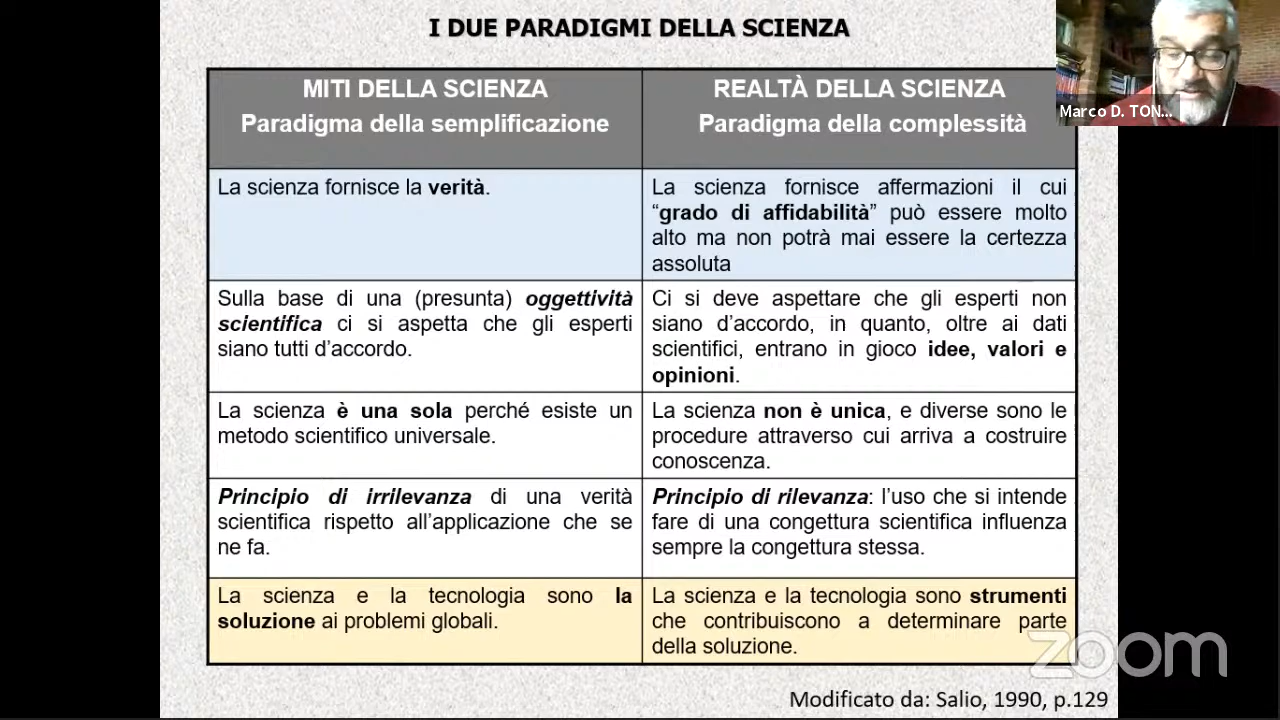 I DUE PARADIGMI DELLA SCIENZA
MITI DELLA SCIENZA
Paradigma della semplificazione
REALTÀ DELLA SCIENZA
Paradigma della complessità
La scienza fornisce la verità.
La scienza fornisce affermazioni il cui
“grado di affidabilità” può essere molto
alto ma non potrà mai essere la certezza
assoluta
Sulla base di una (presunta) oggettività
scientifica ci si aspetta che gli esperti
siano tutti d’accordo.
Ci si deve aspettare che gli esperti non
siano d’accordo, in quanto, oltre ai dati
scientifici, entrano in gioco idee, valori e
opinioni.
La scienza è una sola perché esiste un
metodo scientifico universale.
La scienza non è unica, e diverse sono le
procedure attraverso cui arriva a costruire
conoscenza.
Principio di irrilevanza di una verità
scientifica rispetto all’applicazione che se
ne fa.
Principio di rilevanza: l’uso che si intende
fare di una congettura scientifica influenza
sempre la congettura stessa.
La scienza e la tecnologia sono la
soluzione ai problemi globali.
La scienza e la tecnologia sono strumenti
che contribuiscono a determinare parte
della soluzione.
Modificato da: Salio, 1990, p.129
Marco D. TON...
zoom